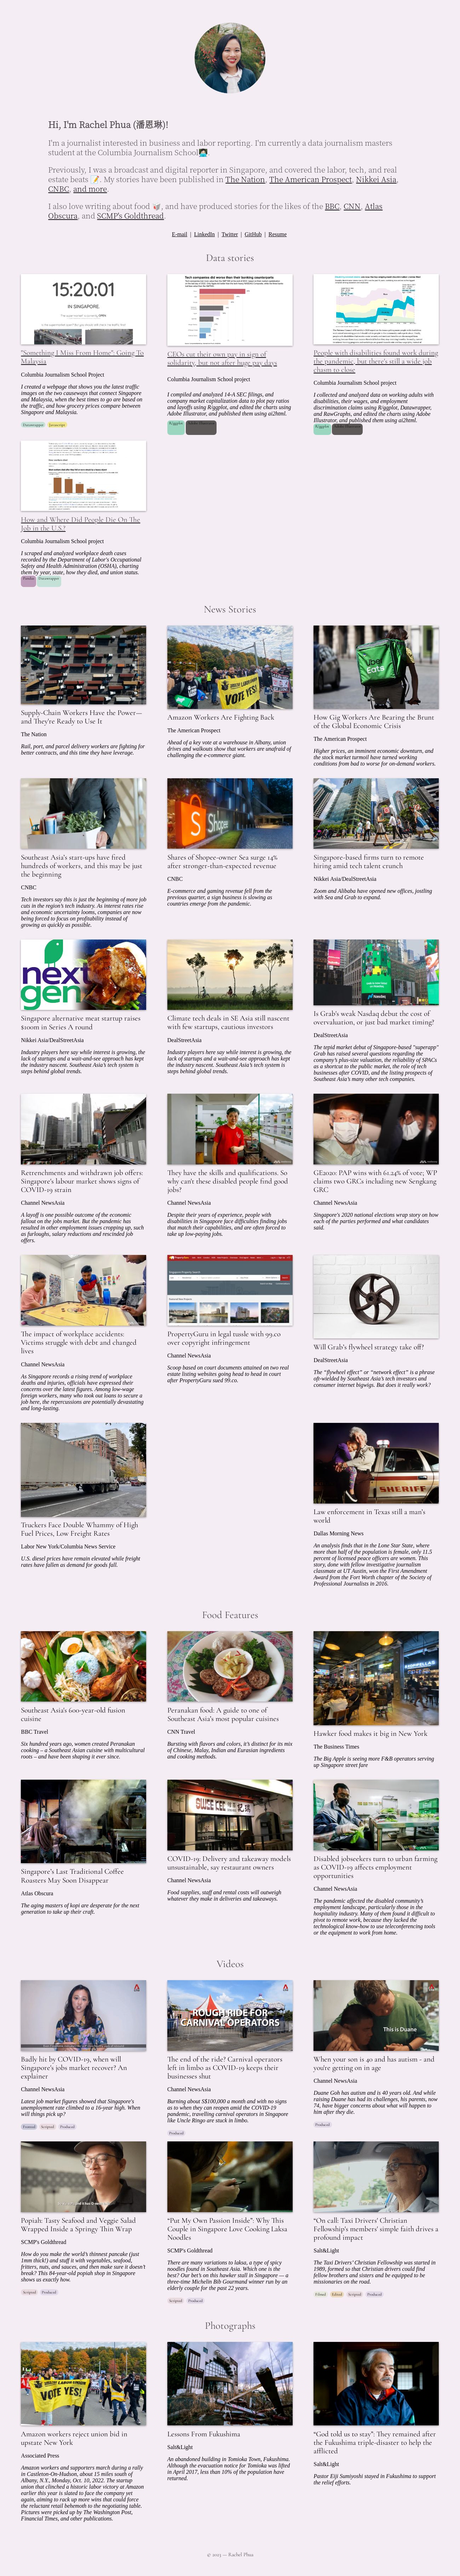 Hi, I'm Rachel Phua (潘恩琳)!
I'm a journalist interested in business and labor reporting. I'm currently a data journalism masters
student at the Columbia Journalism School👩🏻‍💻.
Previously, I was a broadcast and digital reporter in Singapore, and covered the labor, tech, and real
estate beats 📝. My stories have been published in The Nation, The American Prospect, Nikkei Asia,
CNBC, and more.
I also love writing about food 🥡, and have produced stories for the likes of the BBC, CNN, Atlas
Obscura, and SCMP's Goldthread.
E-mail | LinkedIn | Twitter | GitHub | Resume
Data stories
15:20:01
IN SINGAPORE.
"Something I Miss From Home": Going To
Malaysia
Columbia Journalism School Project
I created a webpage that shows you the latest traffic
images on the two causeways that connect Singapore
and Malaysia, when the best times to go are based on
the traffic, and how grocery prices compare between
Singapore and Malaysia.
Datawrapper Javascript
Tech companies did worse than their banking counterparts
CEOs cut their own pay in sign of
solidarity, but not after huge pay days
Columbia Journalism School project
I compiled and analyzed 14-A SEC filings, and
gathered market capitalization data to plot pay ratios
and layoffs using R/ggplot, and edited the charts using
Adobe Illustrator, and published them using ai2html.
R/ggplot Adobe Illustrator
People with disabilities found work during
the pandemic, but there's still a wide job
chasm to close
Columbia Journalism School project
I collected and analyzed data on working adults with
disabilities, their wages, and employment
discrimination claims using R/ggplot, Datawrapper,
and RawGraphs, and edited the charts using Adobe
Illustrator, and published them using ai2html.
R/ggplot Adobe Illustrator
How and Where Did People Die On The
Job in the U.S.?
Columbia Journalism School project
I scraped and analyzed workplace death cases
recorded by the Department of Labor's Occupational
Safety and Health Administration (OSHA), charting
them by year, state, how they died, and union status.
Pandas Datawrapper
News Stories
Supply-Chain Workers Have the Power—
and They're Ready to Use It
The Nation
Rail, port, and parcel delivery workers are fighting for
better contracts, and this time they have leverage.
VOTE YES!
Amazon Workers Are Fighting Back
The American Prospect
Ahead of a key vote at a warehouse in Albany, union
drives and walkouts show that workers are unafraid of
challenging the e-commerce giant.
Uber
Eats
How Gig Workers Are Bearing the Brunt
of the Global Economic Crisis
The American Prospect
Higher prices, an imminent economic downturn, and
the stock market turmoil have turned working
conditions from bad to worse for on-demand workers.
Southeast Asia's start-ups have fired
hundreds of workers, and this may be just
the beginning
CNBC
Tech investors say this is just the beginning of more job
cuts in the region's tech industry. As interest rates rise
and economic uncertainty looms, companies are now
being forced to focus on profitability instead of
growing as quickly as possible.
Shopee
Shares of Shopee-owner Sea surge 14%
after stronger-than-expected revenue
CNBC
E-commerce and gaming revenue fell from the
previous quarter, a sign business is slowing as
countries emerge from the pandemic.
Singapore-based firms turn to remote
hiring amid tech talent crunch
Nikkei Asia/DealStreetAsia
Zoom and Alibaba have opened new offices, jostling
with Sea and Grab to expand.
next
gen
Singapore alternative meat startup raises
$100m in Series A round
Nikkei Asia/DealStreetAsia
Industry players here say while interest is growing, the
lack of startups and a wait-and-see approach has kept
the industry nascent. Southeast Asia's tech system is
steps behind global trends.
Climate tech deals in SE Asia still nascent
with few startups, cautious investors
DealStreetAsia
Industry players here say while interest is growing, the
lack of startups and a wait-and-see approach has kept
the industry nascent. Southeast Asia's tech system is
steps behind global trends.
Is Grab's weak Nasdaq debut the cost of
overvaluation, or just bad market timing?
DealStreetAsia
The tepid market debut of Singapore-based "superapp"
Grab has raised several questions regarding the
company's plus-size valuation, the reliability of SPACs
as a shortcut to the public market, the role of tech
businesses after COVID, and the listing prospects of
Southeast Asia's many other tech companies.
Retrenchments and withdrawn job offers:
Singapore's labour market shows signs of
COVID-19 strain
Channel NewsAsia
A layoff is one possible outcome of the economic
fallout on the jobs market. But the pandemic has
resulted in other employment issues cropping up, such
as furloughs, salary reductions and rescinded job
offers.
They have the skills and qualifications. So
why can't these disabled people find good
jobs?
Channel NewsAsia
Despite their years of experience, people with
disabilities in Singapore face difficulties finding jobs
that match their capabilities, and are often forced to
take up low-paying jobs.
GE2020: PAP wins with 61.24% of vote; WP
claims two GRCs including new Sengkang
GRC
Channel NewsAsia
Singapore's 2020 national elections wrap story on how
each of the parties performed and what candidates
said.
The impact of workplace accidents:
Victims struggle with debt and changed
lives
Channel NewsAsia
As Singapore records a rising trend of workplace
deaths and injuries, officials have expressed their
concerns over the latest figures. Among low-wage
foreign workers, many who took out loans to secure a
job here, the repercussions are potentially devastating
and long-lasting.
PropertyGuru in legal tussle with 99.co
over copyright infringement
Channel NewsAsia
Scoop based on court documents attained on two real
estate listing websites going head to head in court
after PropertyGuru sued 99.co.
Will Grab's flywheel strategy take off?
DealStreetAsia
The "flywheel effect" or "network effect" is a phrase
oft-wielded by Southeast Asia's tech investors and
consumer internet bigwigs. But does it really work?
Truckers Face Double Whammy of High
Fuel Prices, Low Freight Rates
Labor New York/Columbia News Service
U.S. diesel prices have remain elevated while freight
rates have fallen as demand for goods fall.
SHERIFF
Law enforcement in Texas still a man's
world
Dallas Morning News
An analysis finds that in the Lone Star State, where
more than half of the population is female, only 11.5
percent of licensed peace officers are women. This
story, done with fellow investigative journalism
classmate at UT Austin, won the First Amendment
Award from the Fort Worth chapter of the Society of
Professional Journalists in 2016.
Food Features
Southeast Asia's 600-year-old fusion
cuisine
BBC Travel
Six hundred years ago, women created Peranakan
cooking – a Southeast Asian cuisine with multicultural
roots – and have been shaping it ever since.
Peranakan food: A guide to one of
Southeast Asia's most popular cuisines
CNN Travel
Bursting with flavors and colors, it's distinct for its mix
of Chinese, Malay, Indian and Eurasian ingredients
and cooking methods.
Hawker food makes it big in New York
The Business Times
The Big Apple is seeing more F&B operators serving
up Singapore street fare
Singapore's Last Traditional Coffee
Roasters May Soon Disappear
Atlas Obscura
The aging masters of kopi are desperate for the next
generation to take up their craft.
SWEE KEE
COVID-19: Delivery and takeaway models
unsustainable, say restaurant owners
Channel NewsAsia
Food supplies, staff and rental costs will outweigh
whatever they make in deliveries and takeaways.
Disabled jobseekers turn to urban farming
as COVID-19 affects employment
opportunities
Channel NewsAsia
The pandemic affected the disabled community's
employment landscape, particularly those in the
hospitality industry. Many of them found it difficult to
pivot to remote work, because they lacked the
technological know-how to use teleconferencing tools
or the equipment to work from home.
Videos
Badly hit by COVID-19, when will
Singapore's jobs market recover? An
explainer
Channel NewsAsia
Latest job market figures showed that Singapore's
unemployment rate climbed to a 16-year high. When
will things pick up?
Fronted Scripted Produced
ROUGH RIDE FOR
CARNIVAL OPERATORS
The end of the ride? Carnival operators
left in limbo as COVID-19 keeps their
businesses shut
Channel NewsAsia
Burning about S$100,000 a month and with no signs
as to when they can reopen amid the COVID-19
pandemic, travelling carnival operators in Singapore
like Uncle Ringo are stuck in limbo.
Produced
This is Duane
When your son is 40 and has autism - and
you're getting on in age
Channel NewsAsia
Duane Goh has autism and is 40 years old. And while
raising Duane has had its challenges, his parents, now
74, have bigger concerns about what will happen to
him after they die.
Produced
Popiah: Tasty Seafood and Veggie Salad
Wrapped Inside a Springy Thin Wrap
SCMP's Goldthread
How do you make the world's thinnest pancake (just
1mm thick!) and stuff it with vegetables, seafood,
fritters, nuts, and sauces, and then make sure it doesn't
break? This 84-year-old popiah shop in Singapore
shows us exactly how.
Scripted Produced
"Put My Own Passion Inside": Why This
Couple in Singapore Love Cooking Laksa
Noodles
SCMP's Goldthread
There are many variations to laksa, a type of spicy
noodles found in Southeast Asia. Which one is the
best? Our bet's on this hawker stall in Singapore — a
three-time Michelin Bib Gourmand winner run by an
elderly couple for the past 22 years.
Scripted Produced
"On call: Taxi Drivers' Christian
Fellowship's members' simple faith drives a
profound impact
Salt&Light
The Taxi Drivers' Christian Fellowship was started in
1989, formed so that Christian drivers could find
fellow brothers and sisters and be equipped to be
missionaries on the road.
Filmed Edited Scripted Produced
Photographs
VOTE YES!
Amazon workers reject union bid in
upstate New York
Associated Press
Amazon workers and supporters march during a rally
in Castleton-On-Hudson, about 15 miles south of
Albany, N.Y., Monday, Oct. 10, 2022. The startup
union that clinched a historic labor victory at Amazon
earlier this year is slated to face the company yet
again, aiming to rack up more wins that could force
the reluctant retail behemoth to the negotiating table.
Pictures were picked up by The Washington Post,
Financial Times, and other publications.
Lessons From Fukushima
Salt&Light
An abandoned building in Tomioka Town, Fukushima.
Although the evacuation notice for Tomioka was lifted
in April 2017, less than 10% of the population have
returned.
"God told us to stay": They remained after
the Fukushima triple-disaster to help the
afflicted
Salt&Light
Pastor Eiji Sumiyoshi stayed in Fukushima to support
the relief efforts.
© 2023 — Rachel Phua